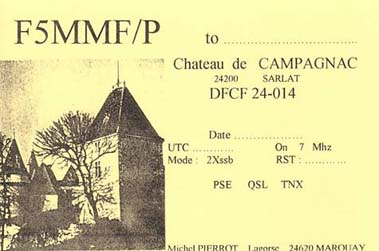 F5MMF/P to ...................................
Chateau de CAMPAGNAC
24200 SARLAT
DFCF 24-014
Date ..................
UTC ............ On 7 Mhz
Mode : 2Xssb RST : ............
PSE QSL TNX
Michel PIERROT Lagorse 24620 MARQUAY